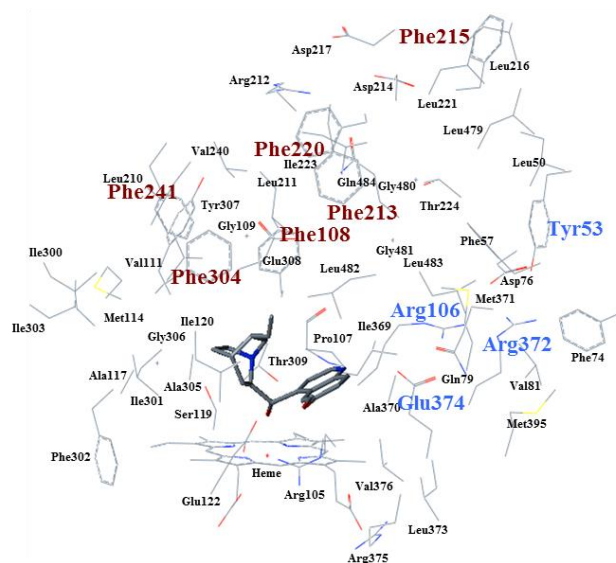 Phe215
Asp217
Leu216
Arg212
Asp214
Leu221
Leu479
Phe220
Val240
Ile223
Leu50
Leu210
Gln484
Gly480
Phe241
Leu211
Thr224
Tyr307
Phe213
Gly109
Phe108
Tyr53
Phe57
Val111
Glu308
Gly481
Phe304
Leu482
Leu483
Asp76
Ile300
Met371
Met114
Arg106
Ile303
Ile120
Pro107
Ile369
Arg372
Gly306
Phe74
Thr309
Ala117
Ala305
Gln79
Val81
Ile301
Ala370
Glu374
Ser119
Met395
Phe302
Heme
Val376
Glu122
Arg105
Leu373
Arg375